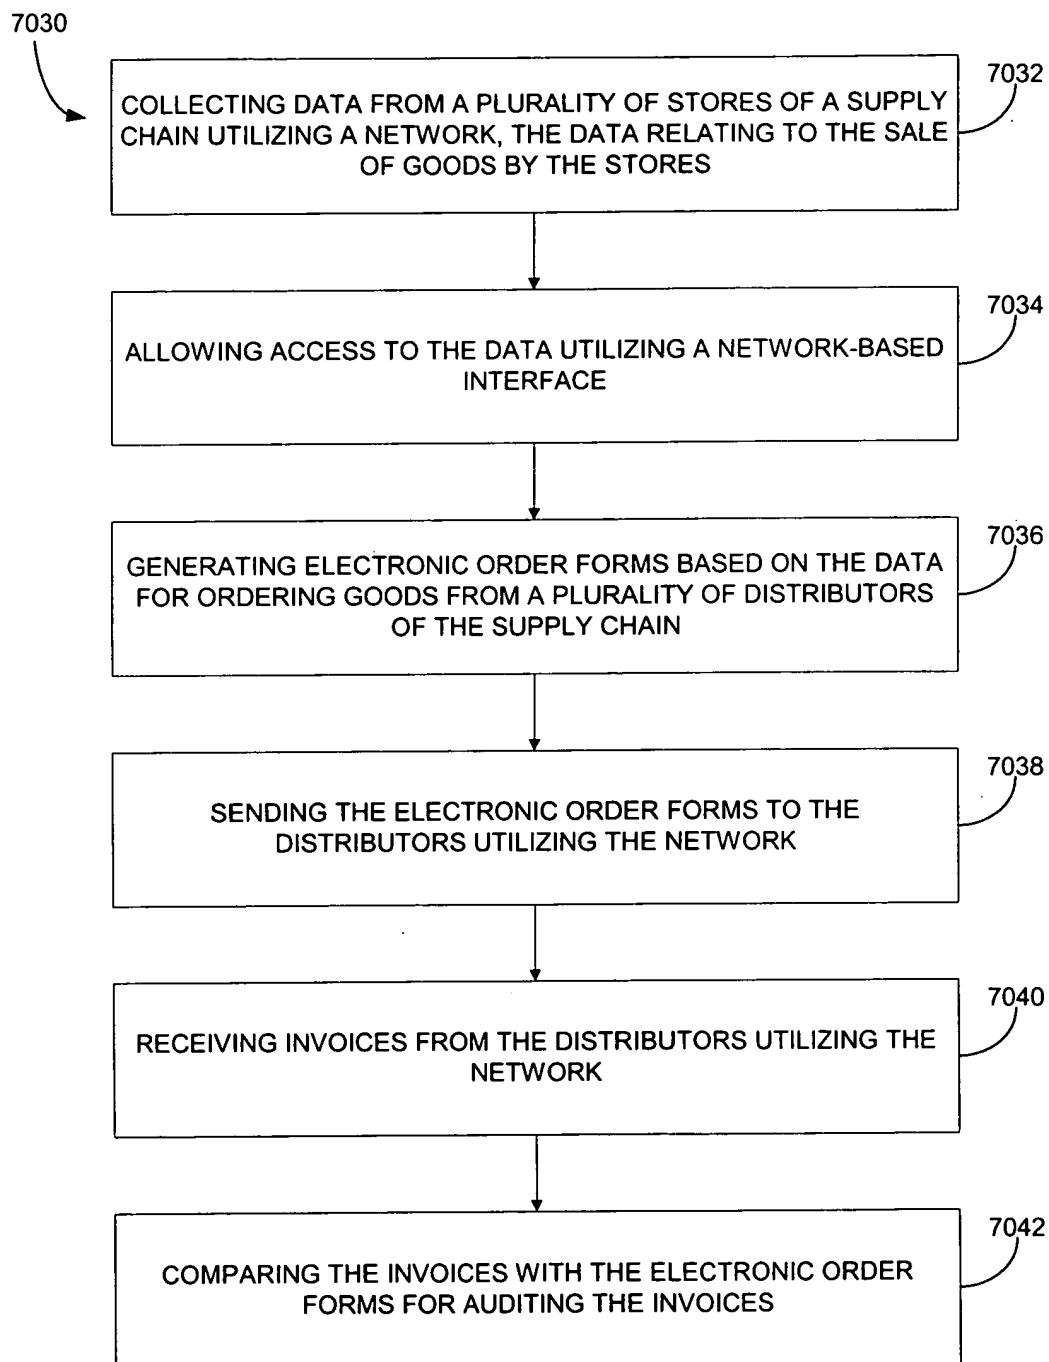 7030
7032
COLLECTING DATA FROM A PLURALITY OF STORES OF A SUPPLY
CHAIN UTILIZING A NETWORK, THE DATA RELATING TO THE SALE
OF GOODS BY THE STORES
7034
ALLOWING ACCESS TO THE DATA UTILIZING A NETWORK-BASED
INTERFACE
7036
GENERATING ELECTRONIC ORDER FORMS BASED ON THE DATA
FOR ORDERING GOODS FROM A PLURALITY OF DISTRIBUTORS
OF THE SUPPLY CHAIN
7038
SENDING THE ELECTRONIC ORDER FORMS TO THE
DISTRIBUTORS UTILIZING THE NETWORK
7040
RECEIVING INVOICES FROM THE DISTRIBUTORS UTILIZING THE
NETWORK
7042
COMPARING THE INVOICES WITH THE ELECTRONIC ORDER
FORMS FOR AUDITING THE INVOICES